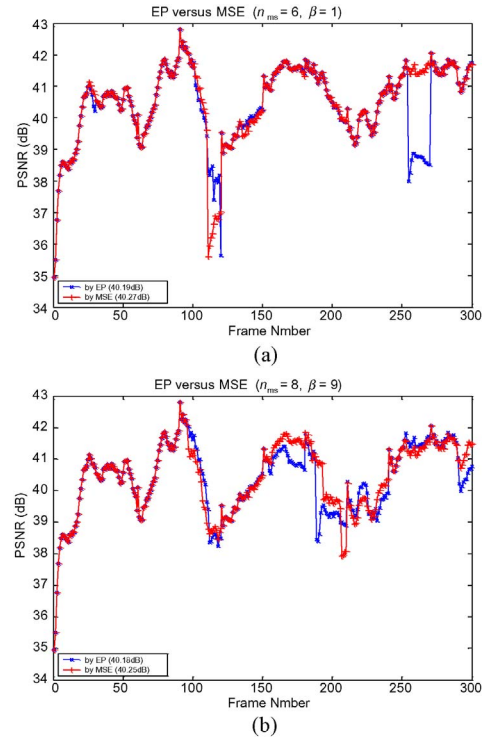 EP versus MSE (nms = 6, β = 1)
43
42
41
40
39
38
37
36
35
34
PSNR (dB)
by EP (40.19dB)
by MSE (40.27dB)
0 50 100 150 200 250 300
Frame Nmber
(a)
EP versus MSE (nms = 8, β = 9)
43
42
41
40
39
38
37
36
35
34
PSNR (dB)
by EP (40.18dB)
by MSE (40.25dB)
0 50 100 150 200 250 300
Frame Nmber
(b)